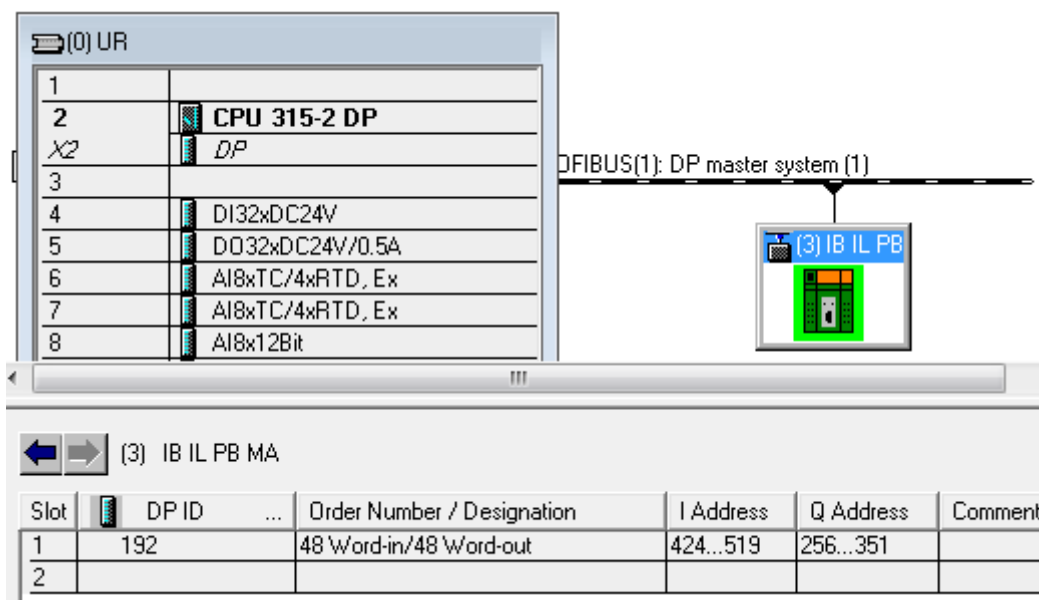 (0) UR
1
2 CPU 315-2 DP
X2 DP
3
4 DI32xDC24V
5 DO32xDC24V/0.5A
6 AI8xTC/4xRTD, Ex
7 AI8xTC/4xRTD, Ex
8 AI8x12Bit
OFIBUS(1): DP master system (1)
(3) IB IL PB
(3) IB IL PB MA
Slot DP ID ... Order Number / Designation I Address Q Address Comment
1 192 48 Word-in/48 Word-out 424...519 256...351
2